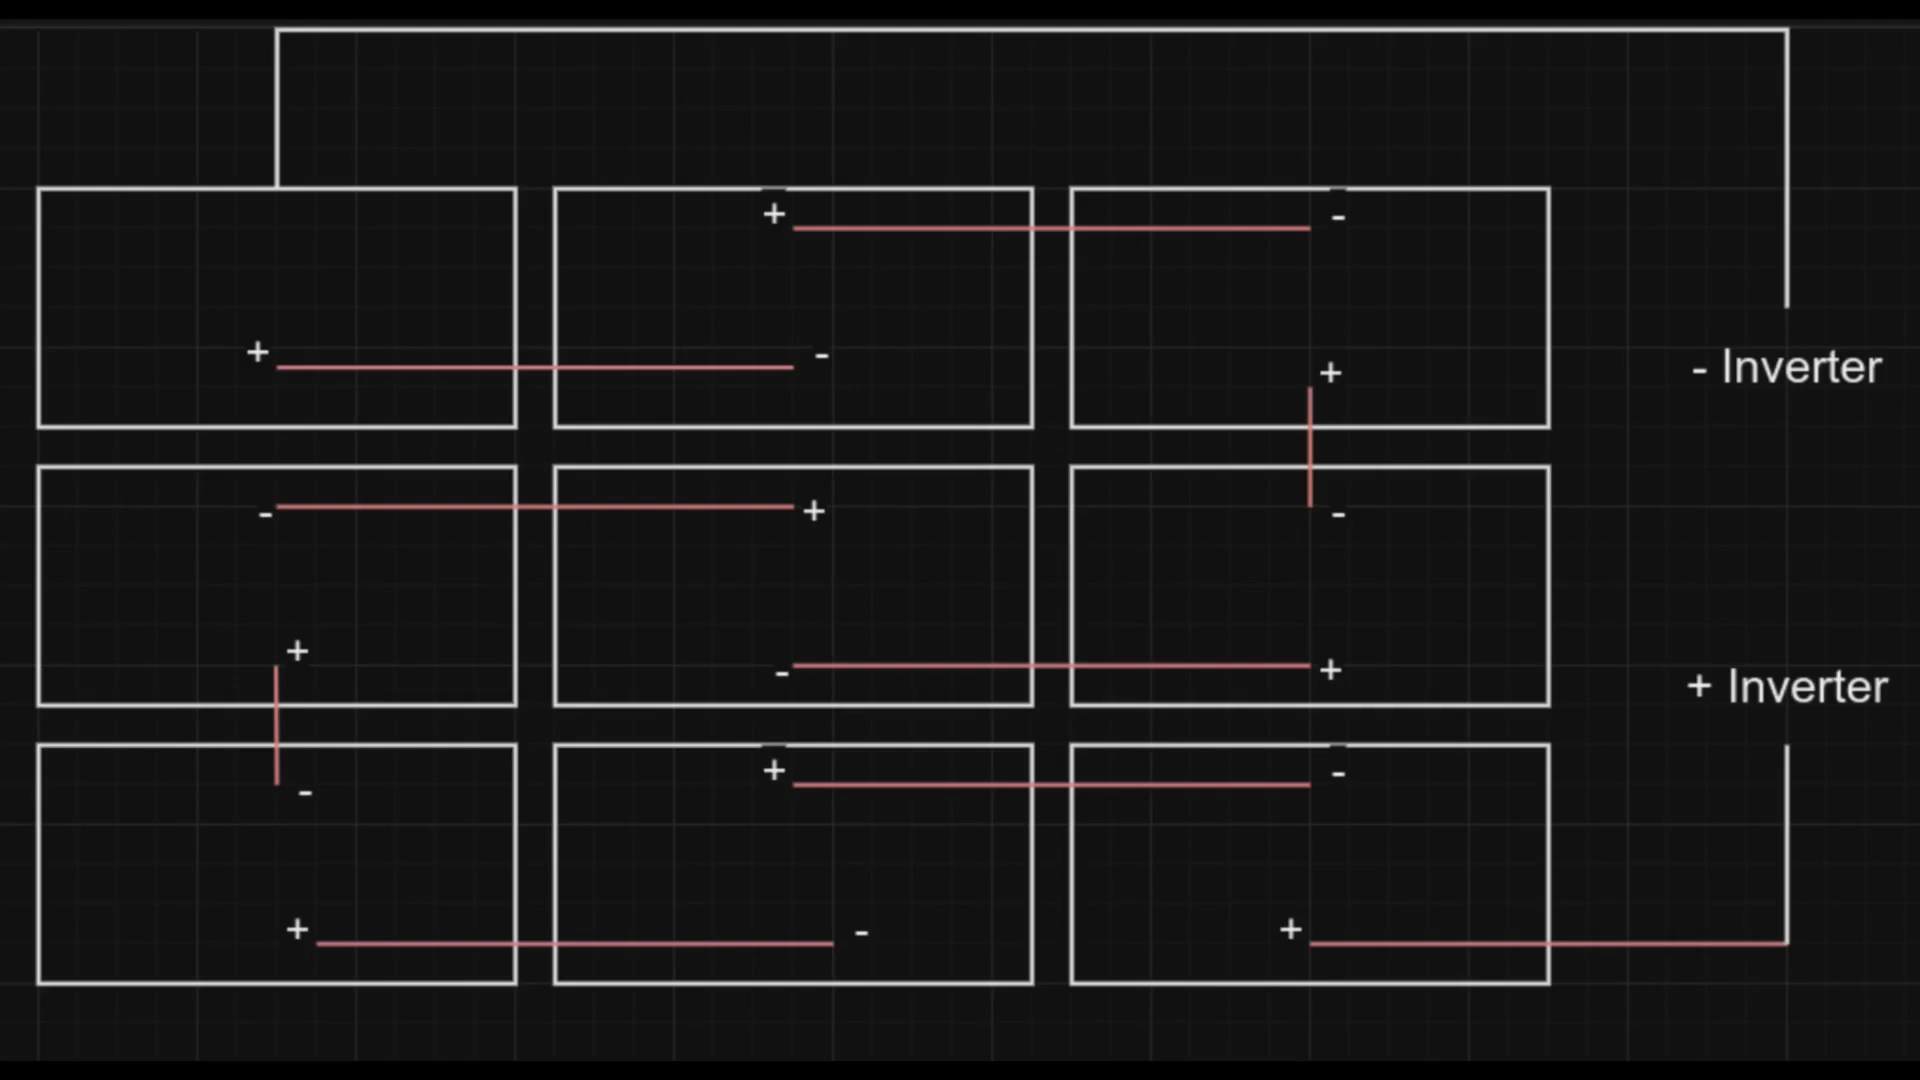 + -
+ -
- Inverter
+
- + -
+
- +
+ Inverter
+ -
-
+ - +